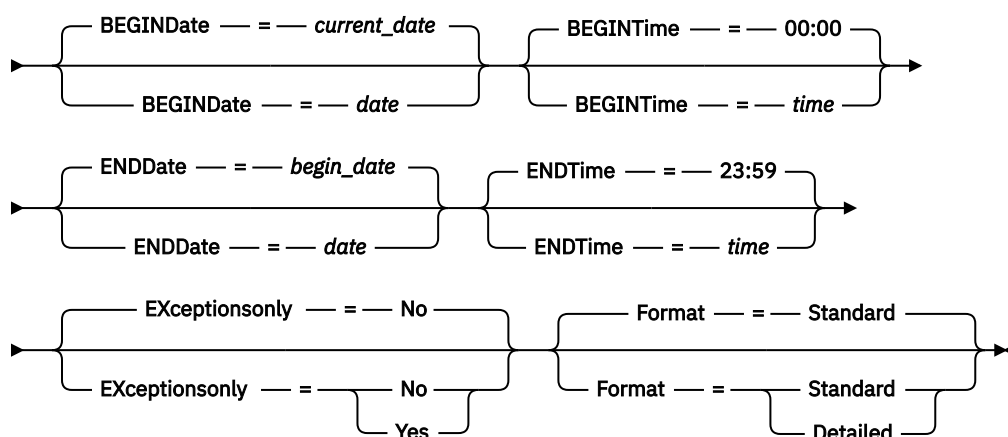 BEGINDate = current_date BEGINTime = 00:00
BEGINDate = date BEGINTime = time
ENDDate = begin_date ENDTime = 23:59
ENDDate = date ENDTime = time
EXceptionsonly = No Format = Standard
EXceptionsonly = No Format = Standard
Yes Detailed